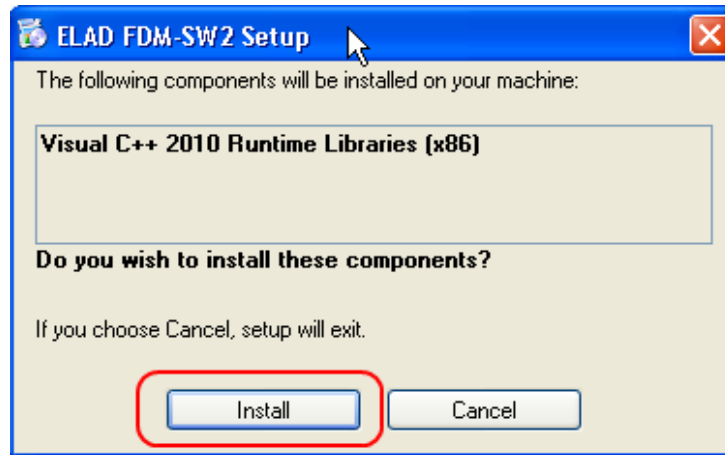 ELAD FDM-SW2 Setup
The following components will be installed on your machine:
Visual C++ 2010 Runtime Libraries (x86)
Do you wish to install these components?
If you choose Cancel, setup will exit.
Install
Cancel